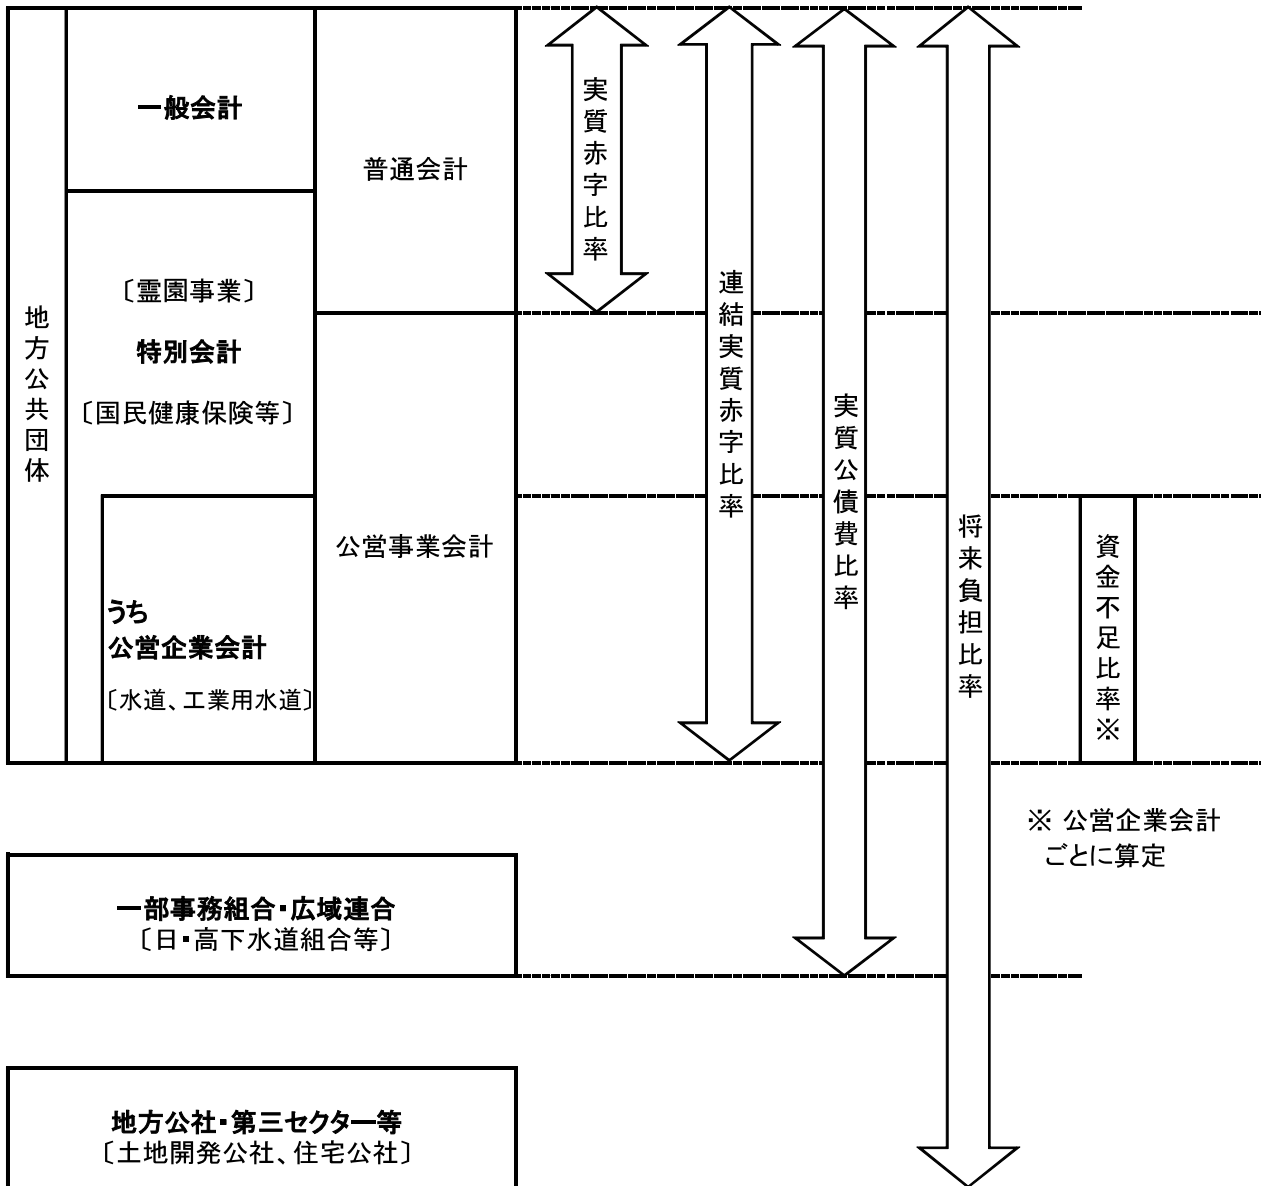 地方公共団体
一般会計
〔霊園事業〕
特別会計
〔国民健康保険等〕
うち
公営企業会計
〔水道、工業用水道〕
普通会計
公営事業会計
実質赤字比率
連結実質赤字比率
実質公債費比率
将来負担比率
資金不足比率※
※ 公営企業会計
ごとに算定
一部事務組合・広域連合
〔日・高下水道組合等〕
地方公社・第三セクター等
〔土地開発公社、住宅公社〕